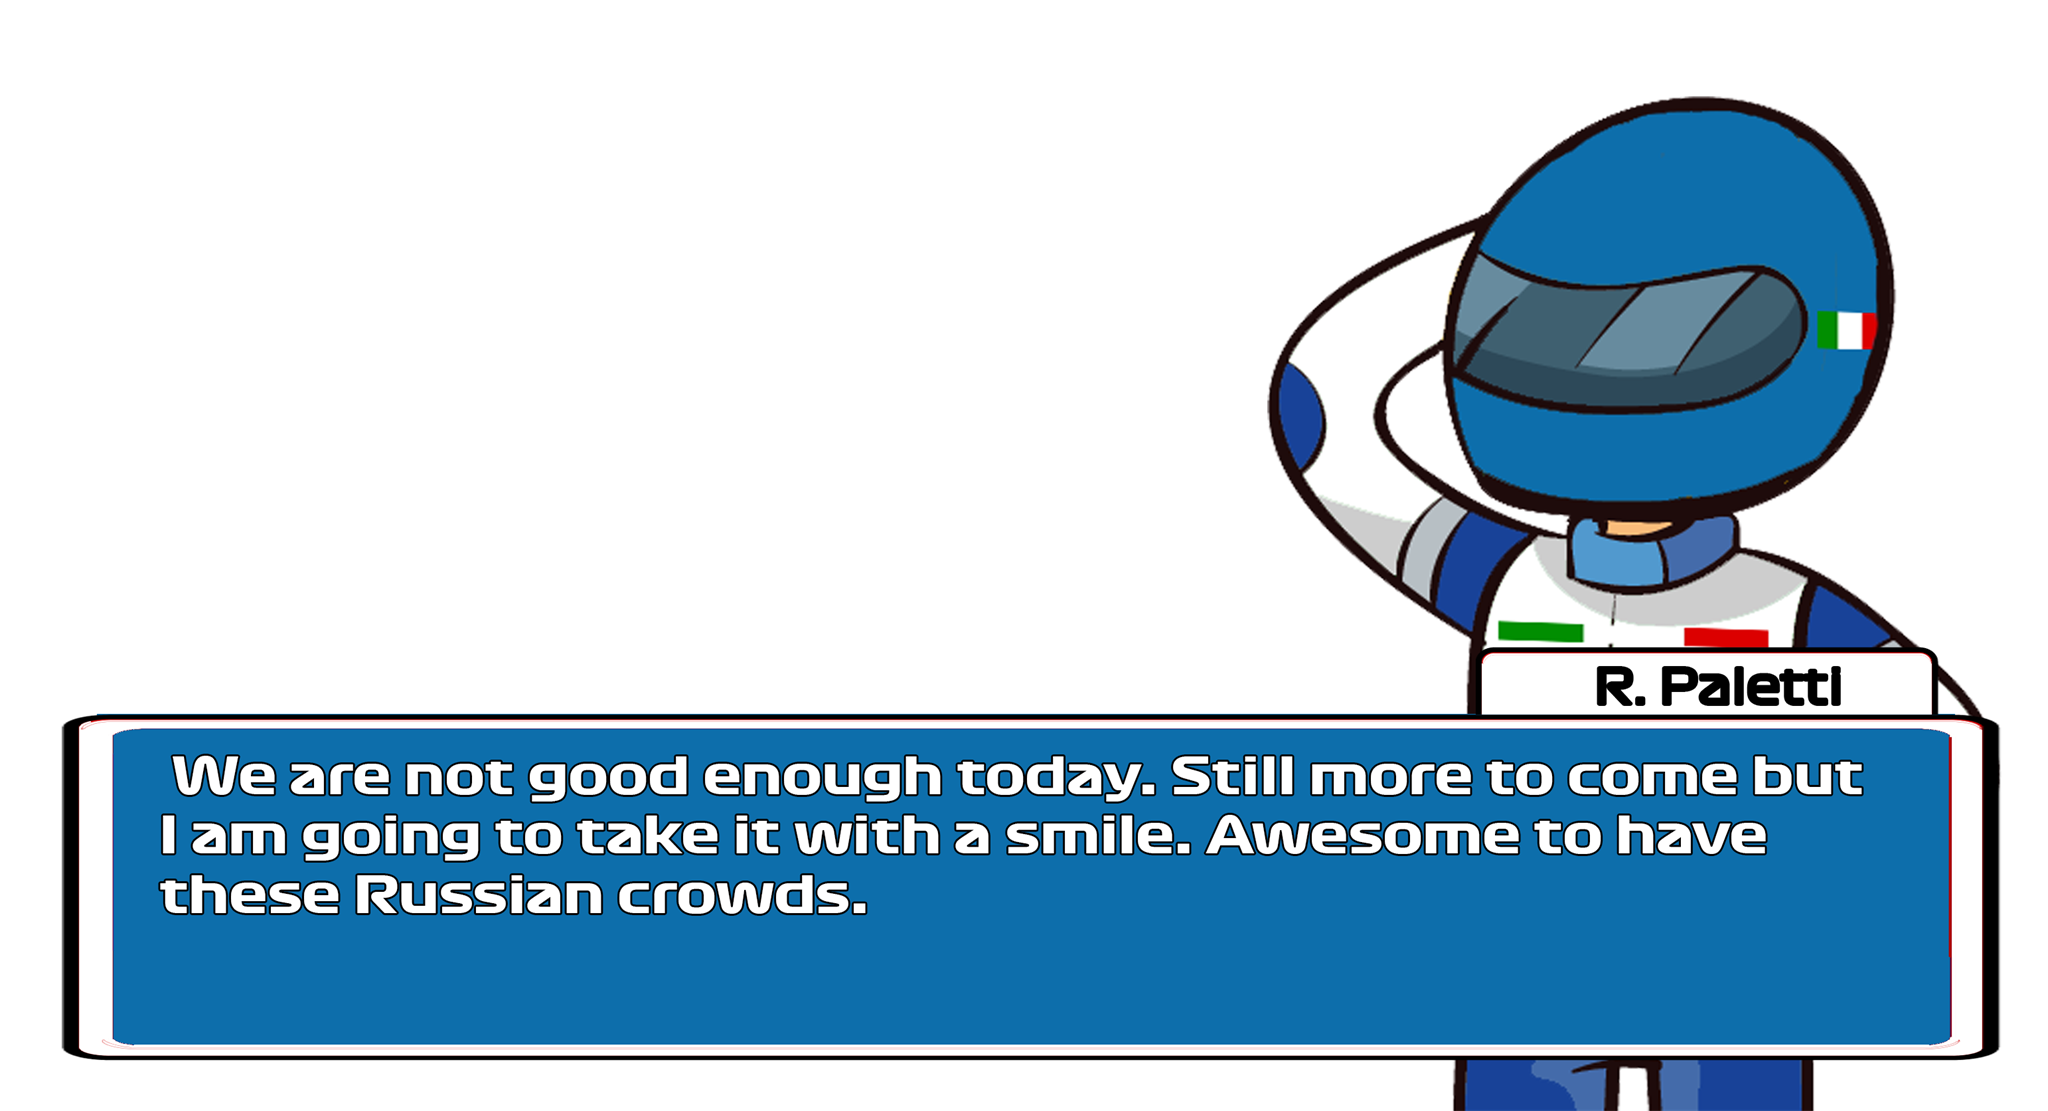 R. Paletti
We are not good enough today. Still more to come but
I am going to take it with a smile. Awesome to have
these Russian crowds.